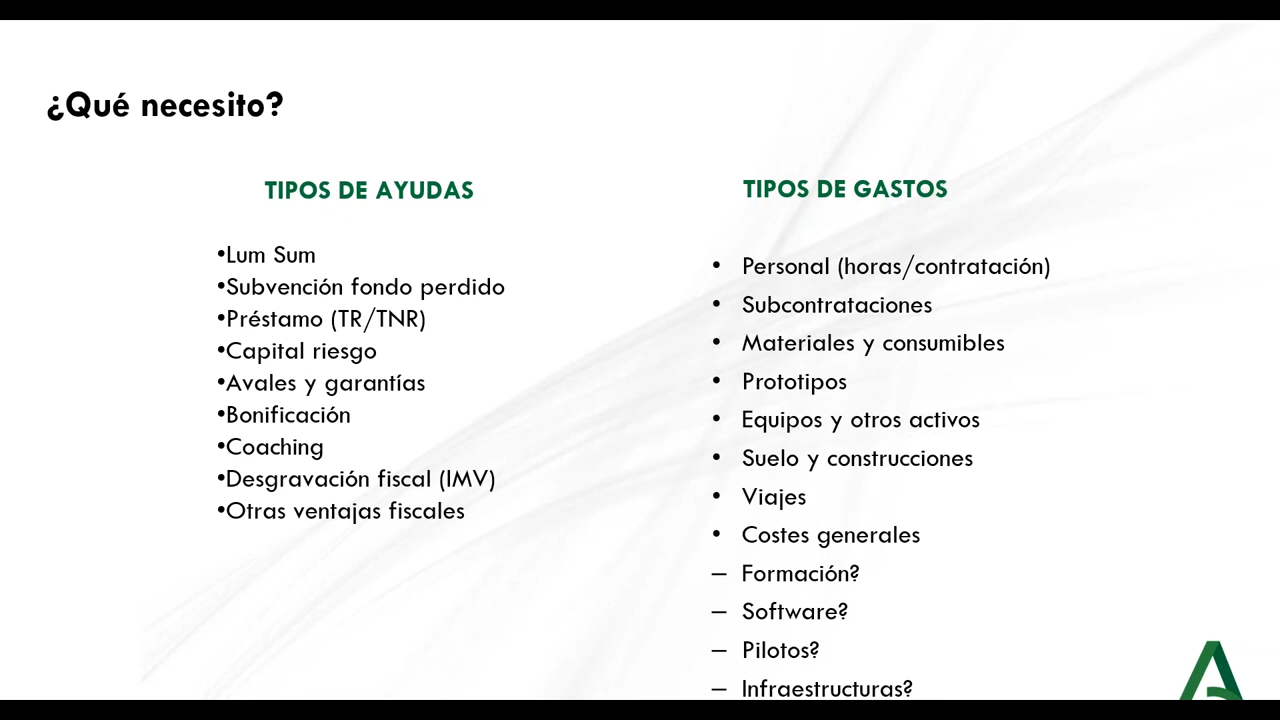 ¿Qué necesito?
TIPOS DE AYUDAS
•Lum Sum
•Subvención fondo perdido
•Préstamo (TR/TNR)
•Capital riesgo
•Avales y garantías
•Bonificación
•Coaching
•Desgravación fiscal (IMV)
•Otras ventajas fiscales
TIPOS DE GASTOS
• Personal (horas/contratación)
• Subcontrataciones
• Materiales y consumibles
• Prototipos
• Equipos y otros activos
• Suelo y construcciones
• Viajes
• Costes generales
– Formación?
– Software?
– Pilotos?
– Infraestructuras?